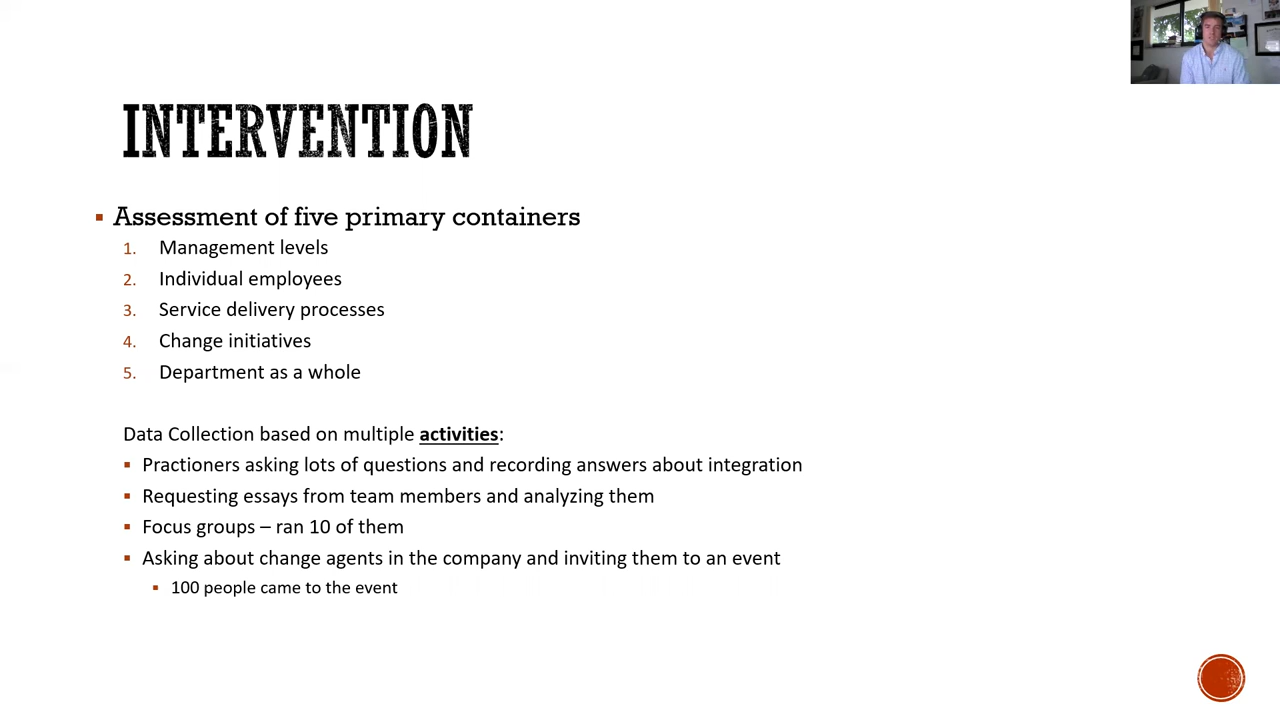 INTERVENTION
Assessment of five primary containers
1. Management levels
2. Individual employees
3. Service delivery processes
4. Change initiatives
5. Department as a whole
Data Collection based on multiple activities:
Practioners asking lots of questions and recording answers about integration
Requesting essays from team members and analyzing them
Focus groups – ran 10 of them
Asking about change agents in the company and inviting them to an event
100 people came to the event